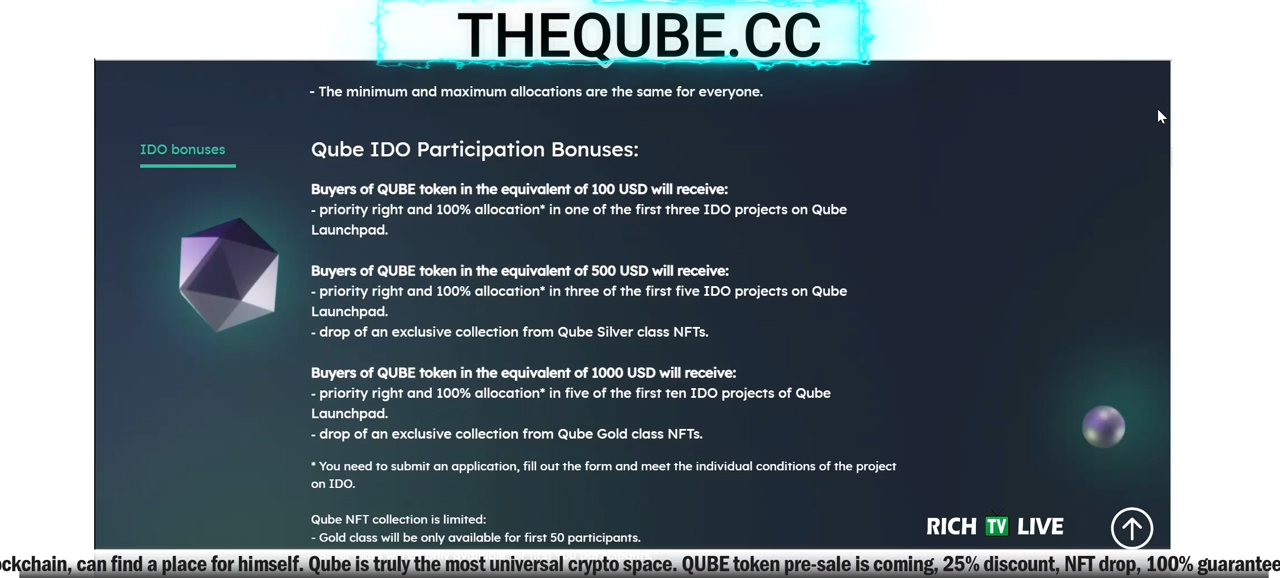 THEQUBE.CC
- The minimum and maximum allocations are the same for everyone.
IDO bonuses
Qube IDO Participation Bonuses:
Buyers of QUBE token in the equivalent of 100 USD will receive:
- priority right and 100% allocation* in one of the first three IDO projects on Qube
Launchpad.
Buyers of QUBE token in the equivalent of 500 USD will receive:
- priority right and 100% allocation* in three of the first five IDO projects on Qube
Launchpad.
- drop of an exclusive collection from Qube Silver class NFTs.
Buyers of QUBE token in the equivalent of 1000 USD will receive:
- priority right and 100% allocation* in five of the first ten IDO projects of Qube
Launchpad.
- drop of an exclusive collection from Qube Gold class NFTs.
* You need to submit an application, fill out the form and meet the individual conditions of the project
on IDO.
Qube NFT collection is limited:
- Gold class will be only available for first 50 participants.
RICH TV LIVE
ockchain, can find a place for himself. Qube is truly the most universal crypto space. QUBE token pre-sale is coming, 25% discount, NFT drop, 100% guarantee